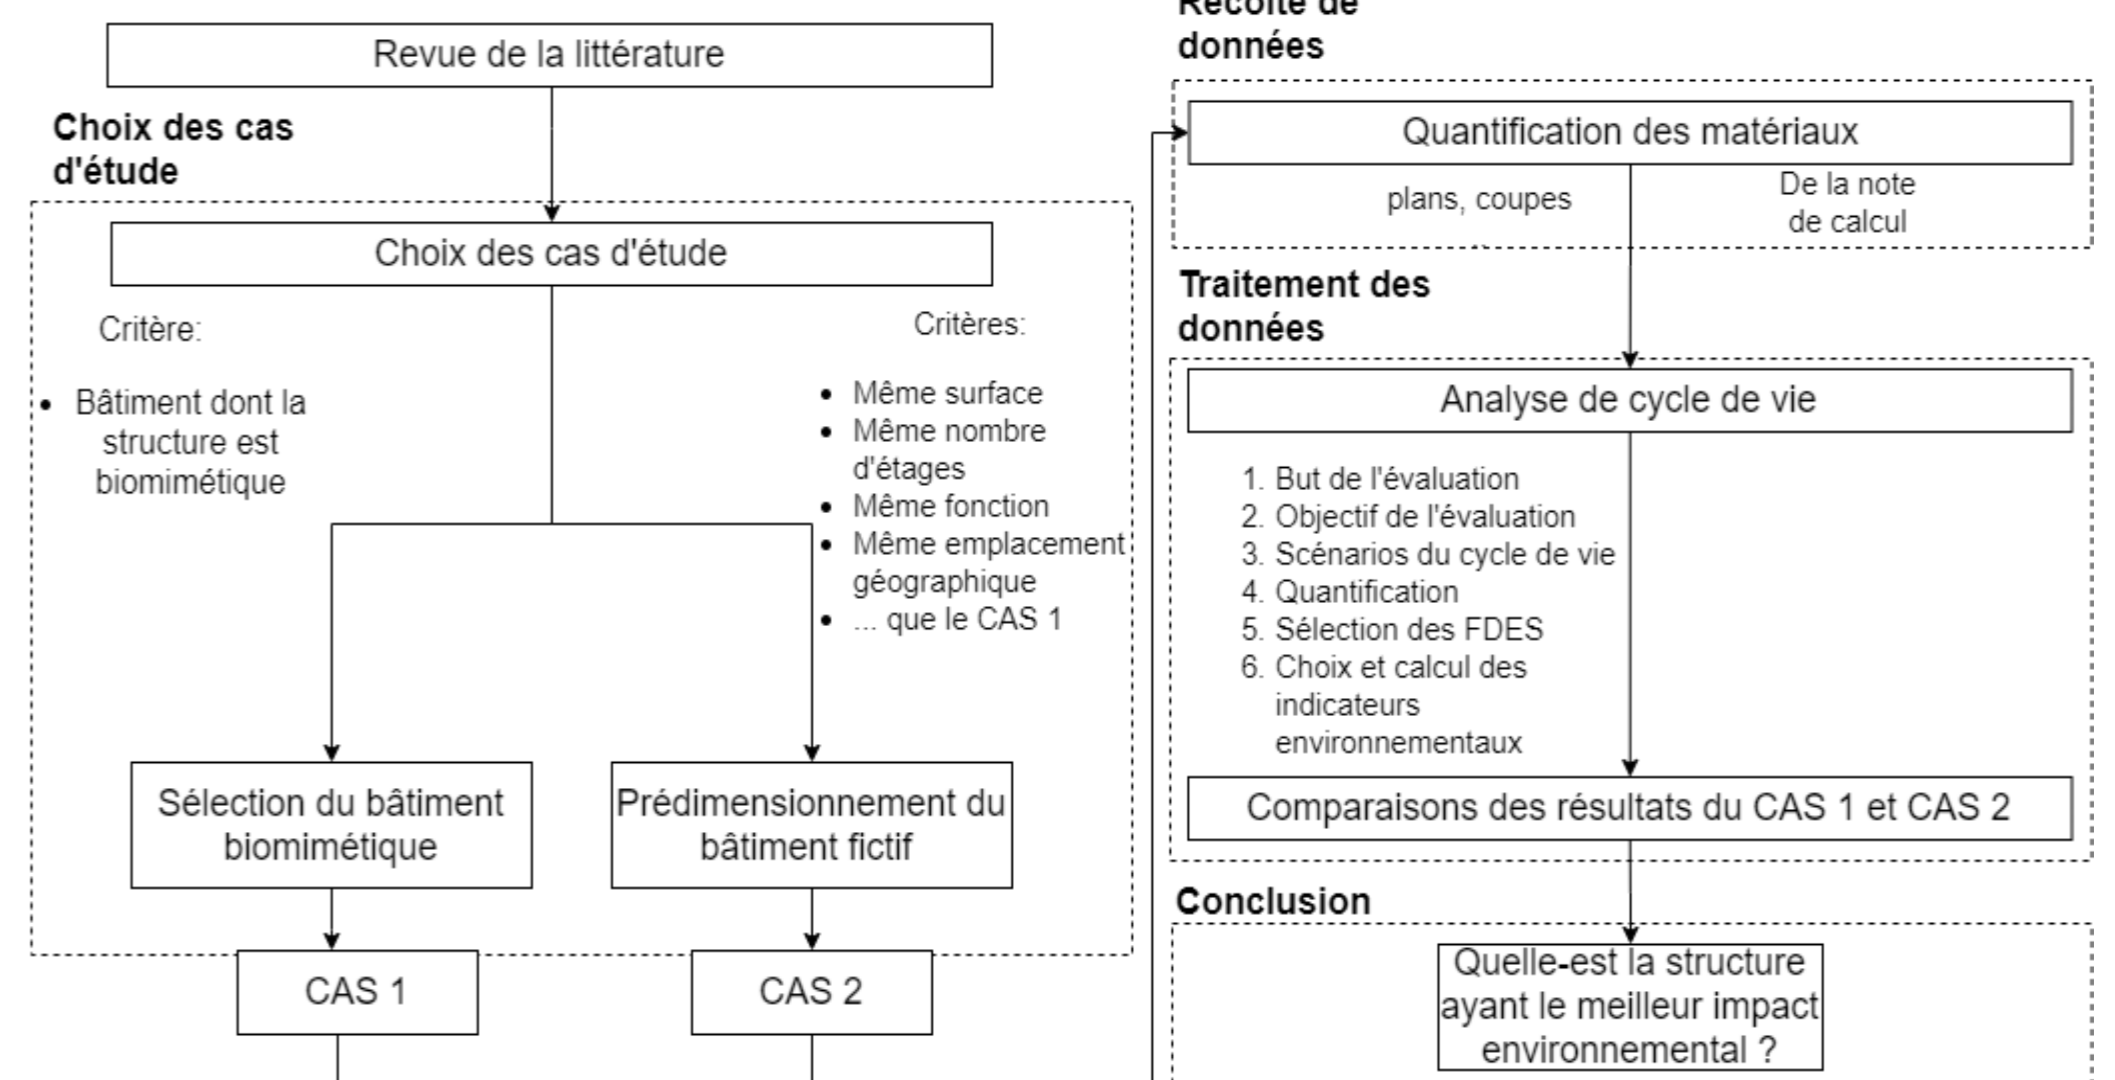 Revue de la littérature
Choix des cas
d'étude
Choix des cas d'étude
Critère:
• Bâtiment dont la
structure est
biomimétique
Critères:
• Même surface
• Même nombre
d'étages
• Même fonction
• Même emplacement
géographique
• ... que le CAS 1
Sélection du bâtiment
biomimétique
Prédimensionnement du
bâtiment fictif
CAS 1
CAS 2
Récolte de
données
Quantification des matériaux
plans, coupes
De la note
de calcul
Traitement des
données
Analyse de cycle de vie
1. But de l'évaluation
2. Objectif de l'évaluation
3. Scénarios du cycle de vie
4. Quantification
5. Sélection des FDES
6. Choix et calcul des
indicateurs
environnementaux
Comparaisons des résultats du CAS 1 et CAS 2
Conclusion
Quelle-est la structure
ayant le meilleur impact
environnemental ?